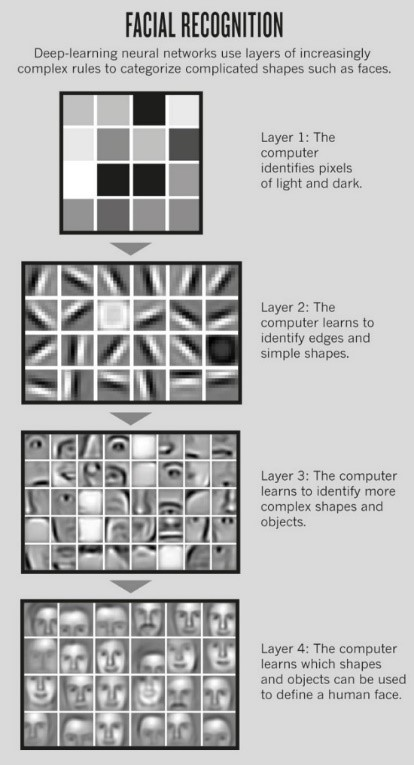 FACIAL RECOGNITION
Deep-learning neural networks use layers of increasingly
complex rules to categorize complicated shapes such as faces.
Layer 1: The
computer
identifies pixels
of light and dark.
Layer 2: The
computer learns to
identify edges and
simple shapes.
Layer 3: The computer
learns to identify more
complex shapes and
objects.
Layer 4: The computer
learns which shapes
and objects can be used
to define a human face.